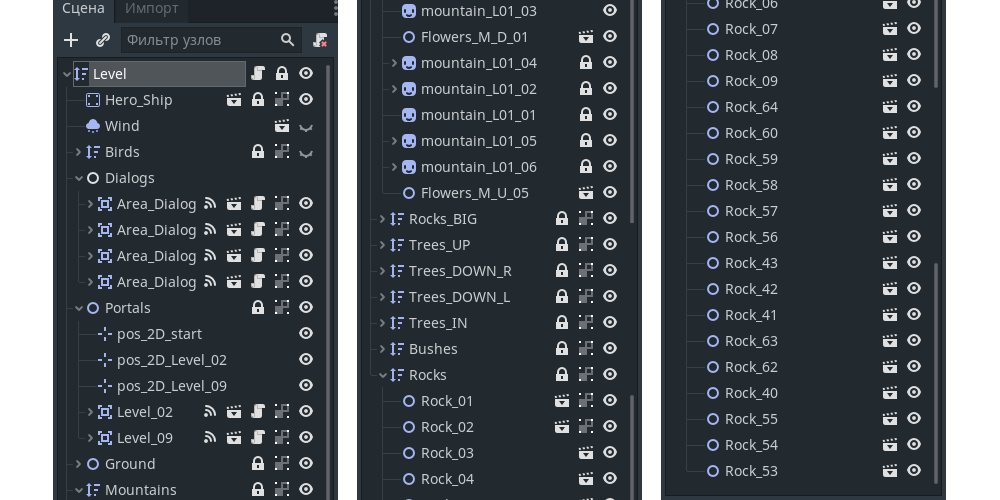 Сцена Импорт
Фильтр узлов
Level
Hero_Ship
Wind
Birds
Dialogs
Area_Dialog
Area_Dialog
Area_Dialog
Area_Dialog
Portals
pos_2D_start
pos_2D_Level_02
pos_2D_Level_09
Level_02
Level_09
Ground
Mountains
mountain_L01_03
Flowers_M_D_01
mountain_L01_04
mountain_L01_02
mountain_L01_01
mountain_L01_05
mountain_L01_06
Flowers_M_U_05
Rocks_BIG
Trees_UP
Trees_DOWN_R
Trees_DOWN_L
Trees_IN
Bushes
Rocks
Rock_01
Rock_02
Rock_03
Rock_04
Rock_06
Rock_07
Rock_08
Rock_09
Rock_64
Rock_60
Rock_59
Rock_58
Rock_57
Rock_56
Rock_43
Rock_42
Rock_41
Rock_63
Rock_62
Rock_40
Rock_55
Rock_54
Rock_53